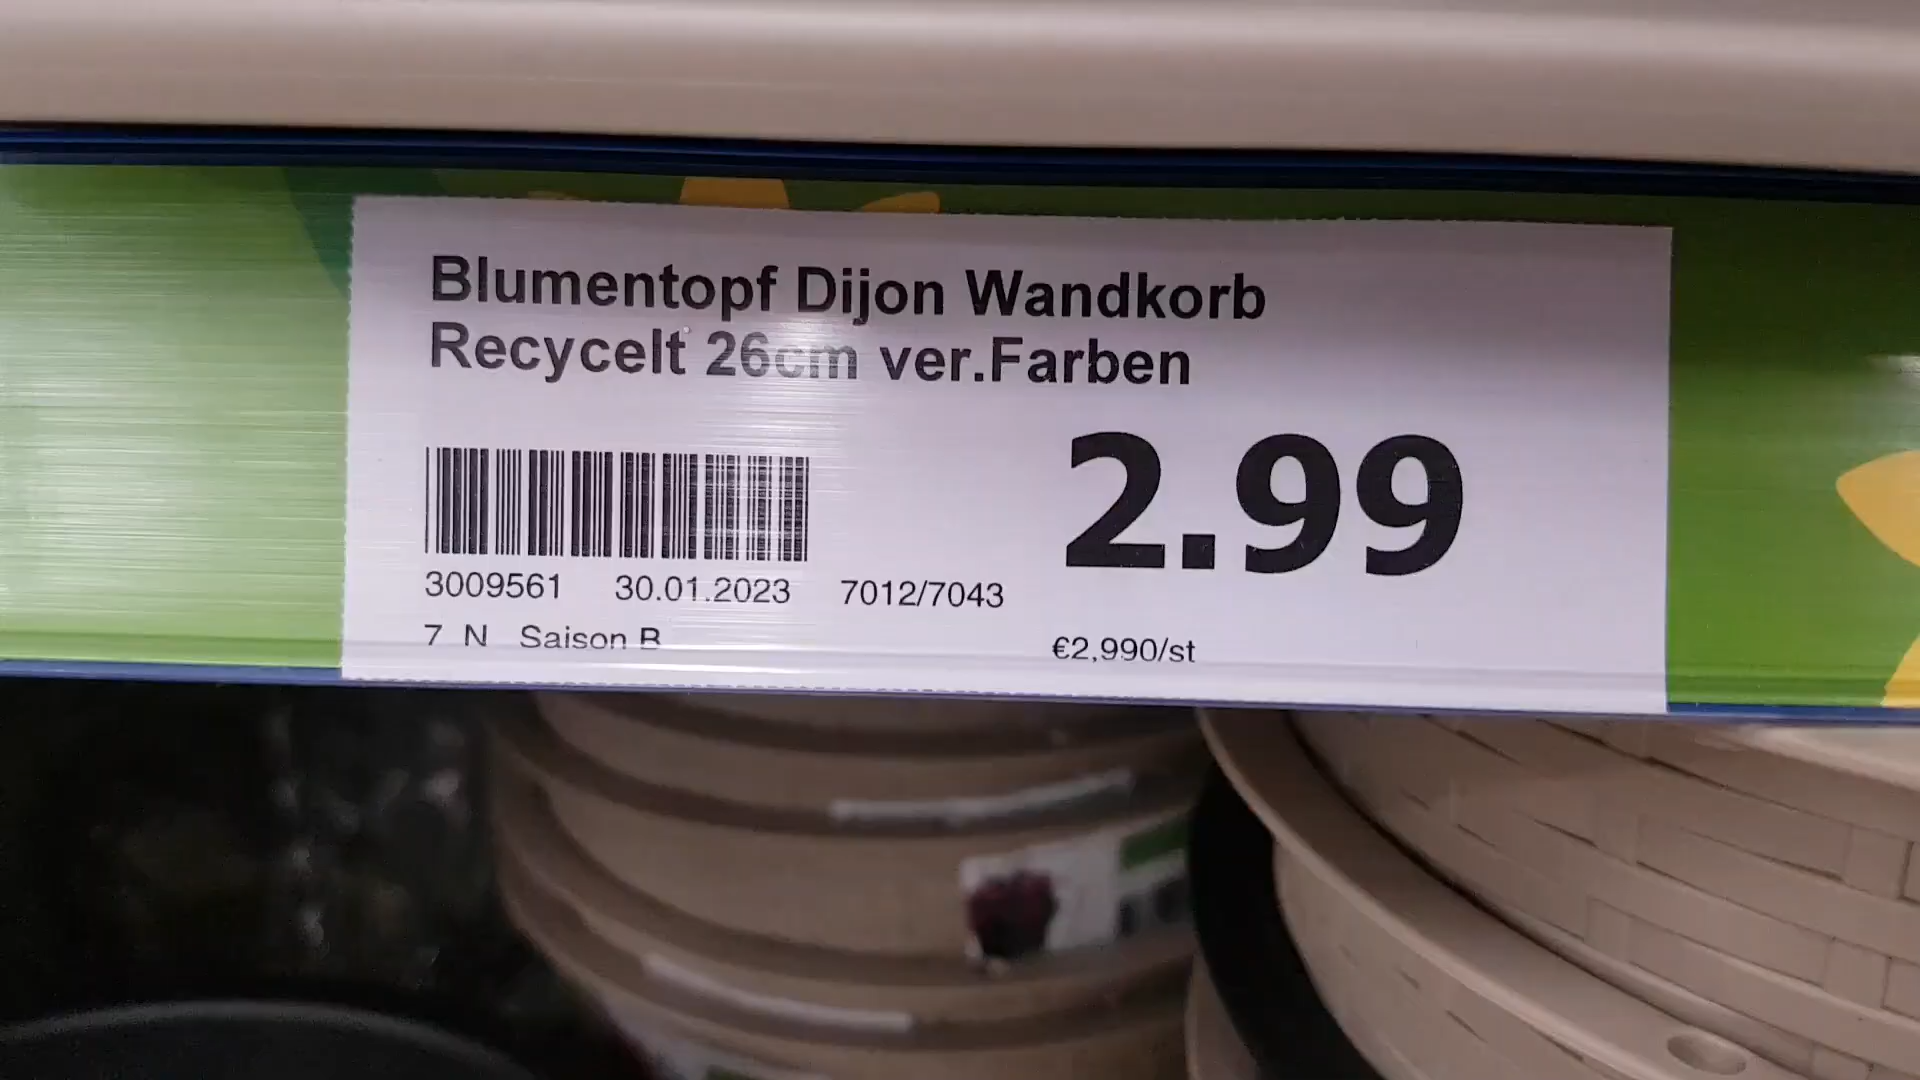 Blumentopf Dijon Wandkorb
Recycelt 26cm ver.Farben
2.99
3009561 30.01.2023 7012/7043
7 N Saison B
€2,990/st